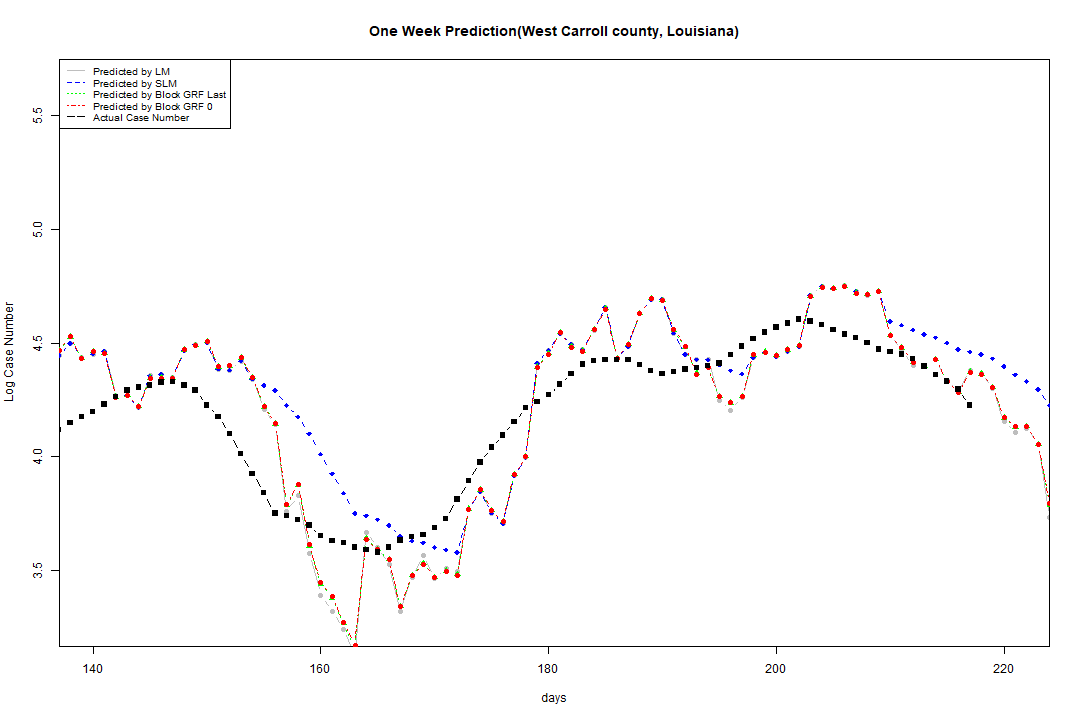 One Week Prediction(West Carroll county, Louisiana)
Predicted by LM
Predicted by SLM
Predicted by Block GRF Last
Predicted by Block GRF 0
Actual Case Number
5.5
5.0
4.5
4.0
3.5
Log Case Number
140 160 180 200 220
days